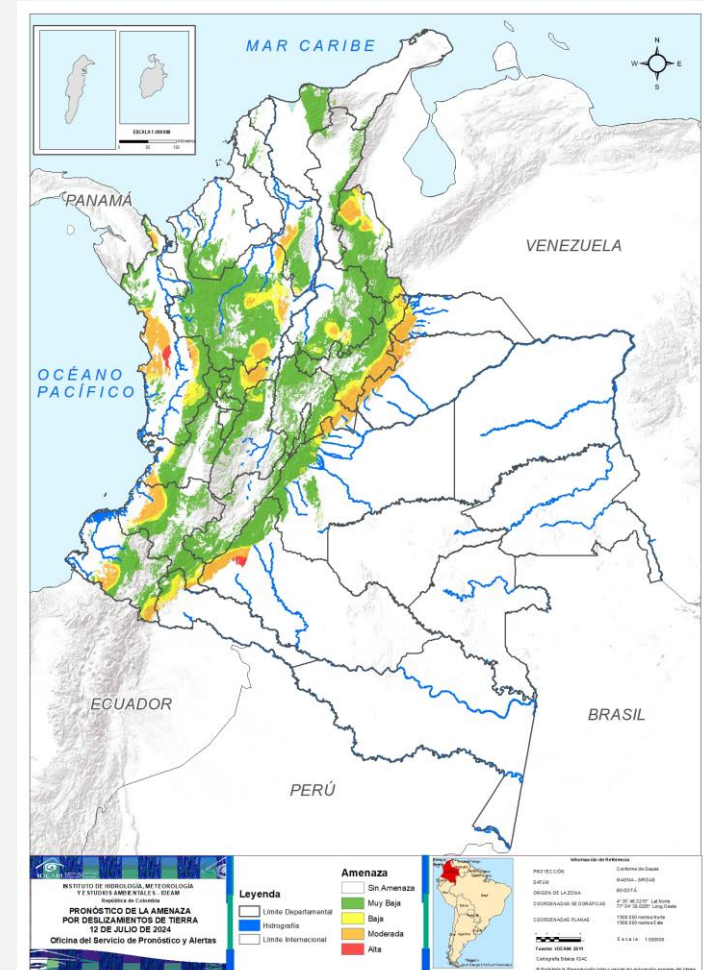 MAR CARIBE
N
W
E
S
PANAMÁ
VENEZUELA
OCÉANO
PACÍFICO
ECUADOR
BRASIL
PERÚ
IDEAM
INSTITUTO DE HIDROLOGÍA, METEOROLOGÍA
Y ESTUDIOS AMBIENTALES - IDEAM
República de Colombia
PRONÓSTICO DE LA AMENAZA
POR DESLIZAMIENTOS DE TIERRA
12 DE JULIO DE 2024
Oficina del Servicio de Pronóstico y Alertas
Leyenda
Límite Departamental
Hidrografía
Límite Internacional
Amenaza
Sin Amenaza
Muy Baja
Baja
Moderada
Alta
Información de Referencia
PROYECCIÓN
Conforme de Gauss
DATUM
MAGNA - SIRGAS
ORIGEN DE LA ZONA
BOGOTÁ
COORDENADAS GEOGRÁFICAS
COORDENADAS PLANAS
Cartografía Básica IGAC